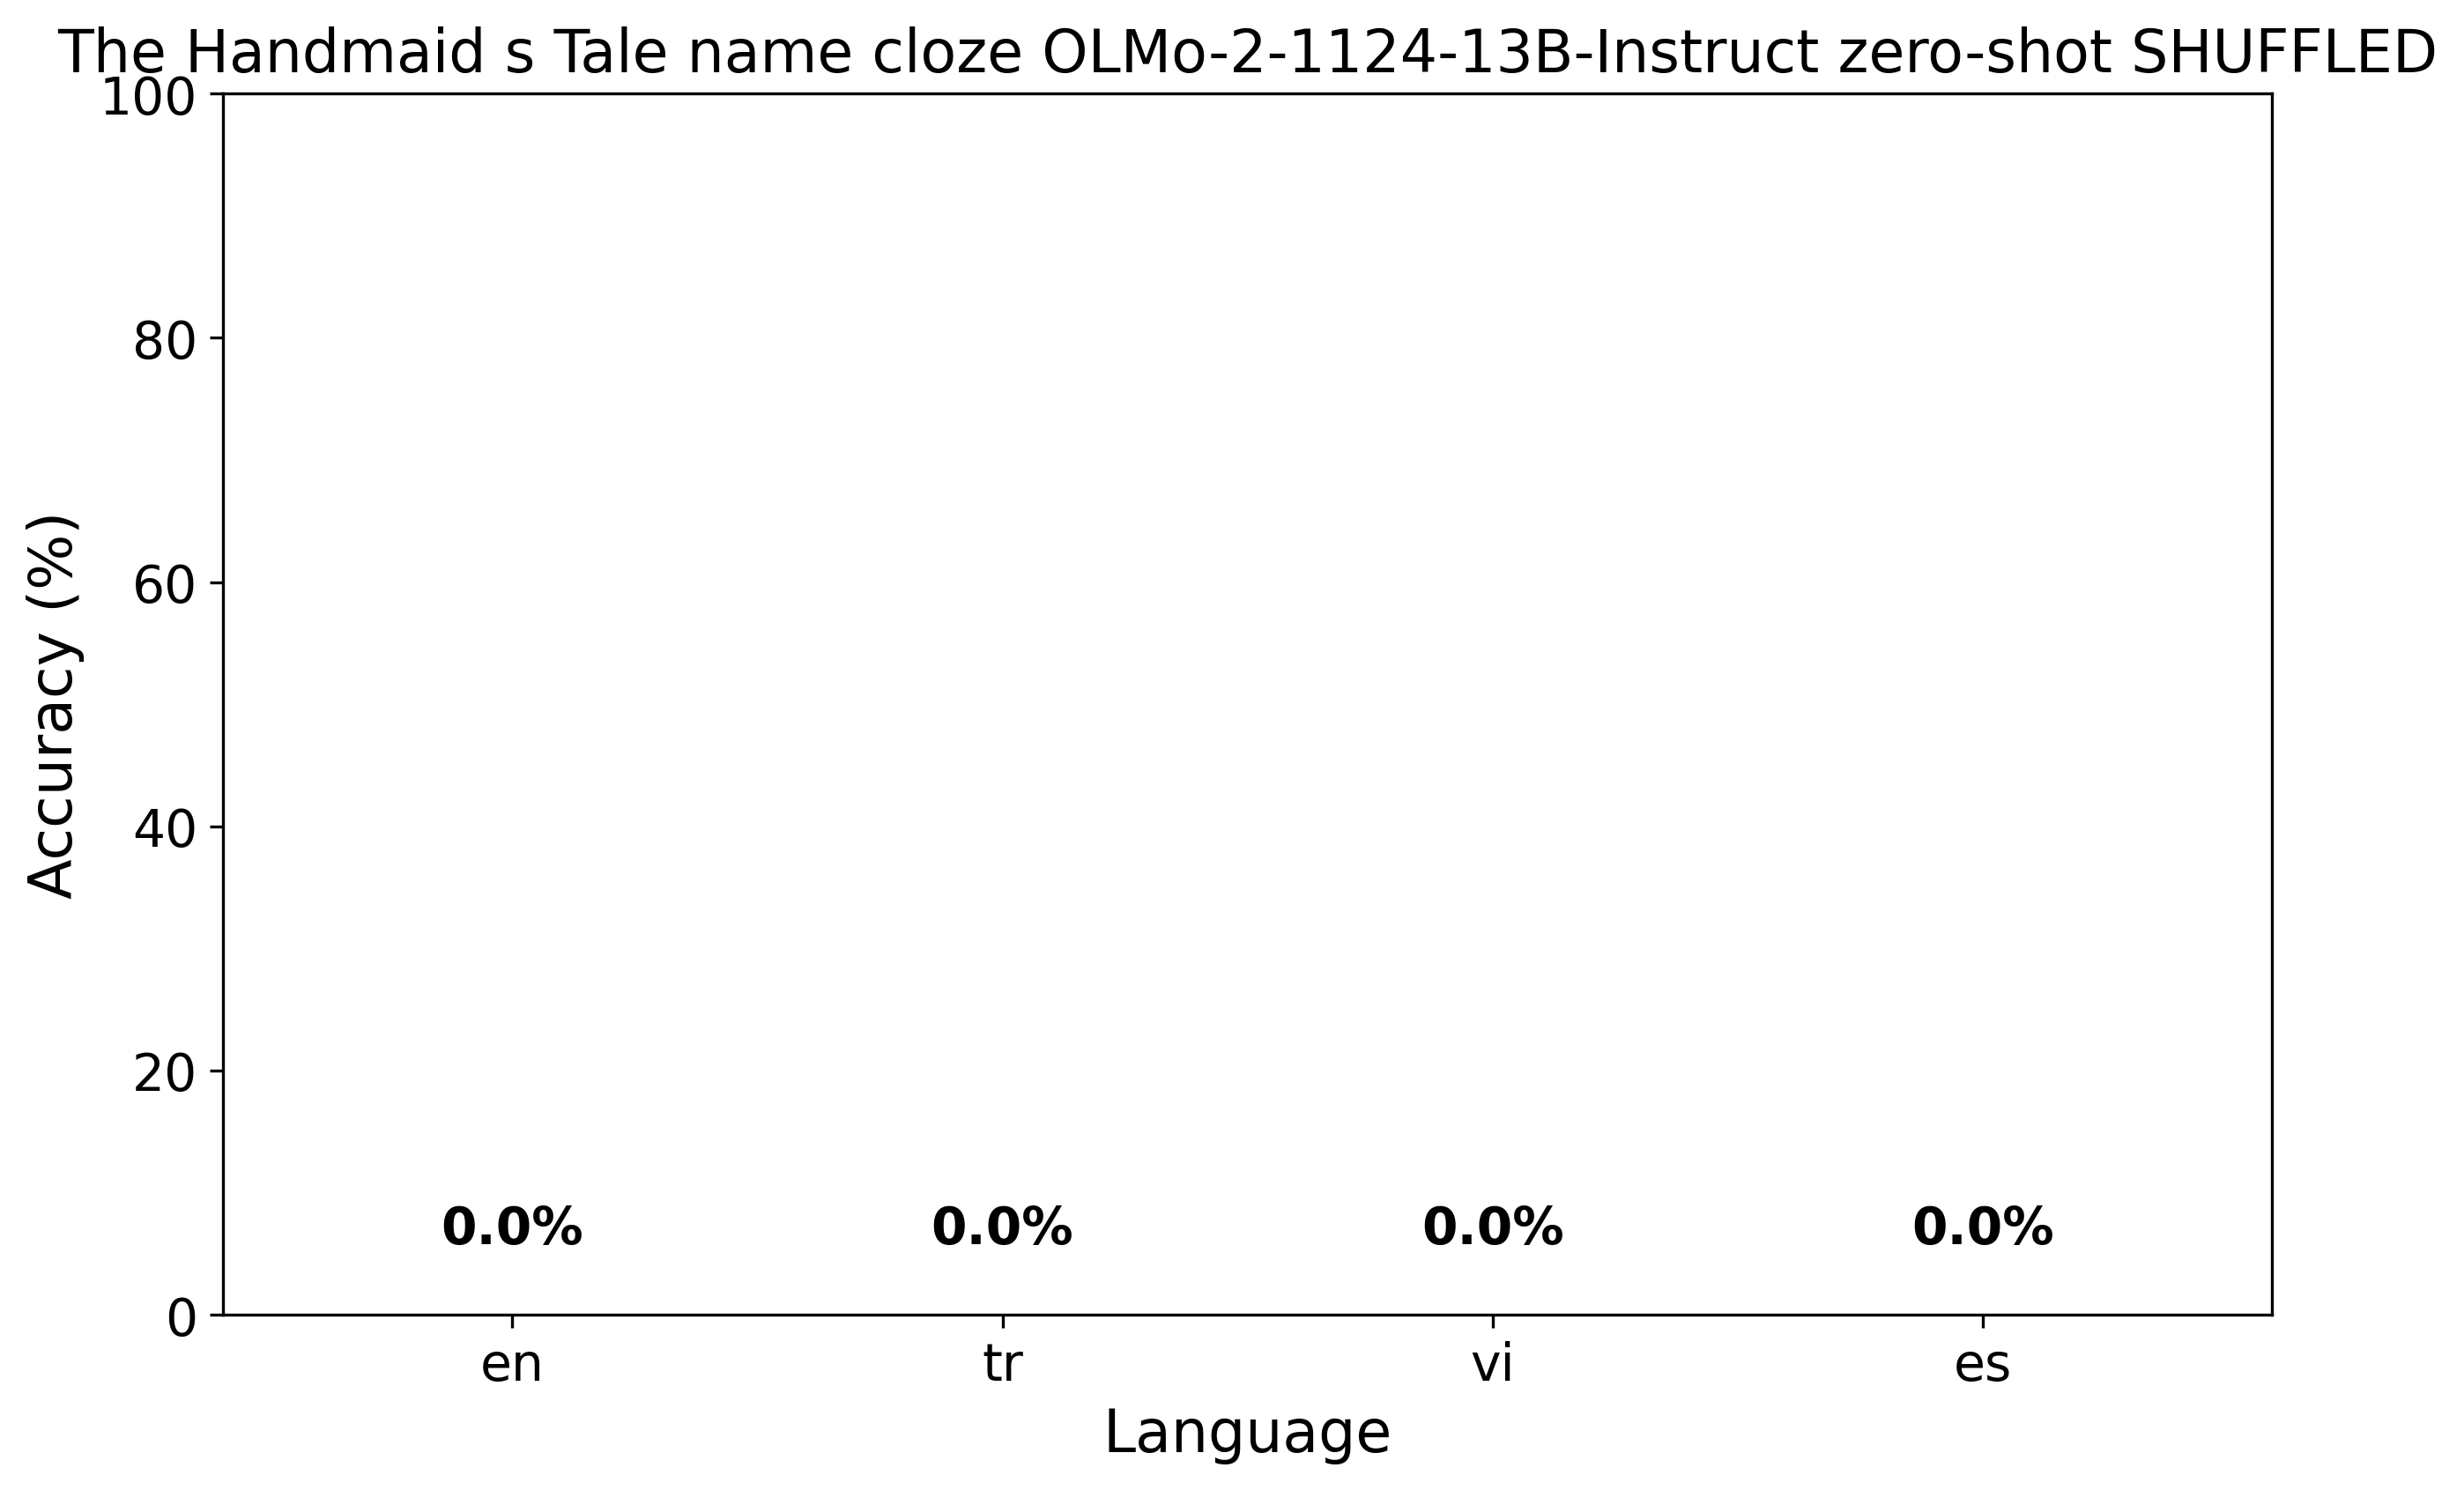 The Handmaid s Tale name cloze OLMo-2-1124-13B-Instruct zero-shot SHUFFLED
100
80
60
40
20
0
Accuracy (%)
0.0% 0.0% 0.0% 0.0%
en tr vi es
Language